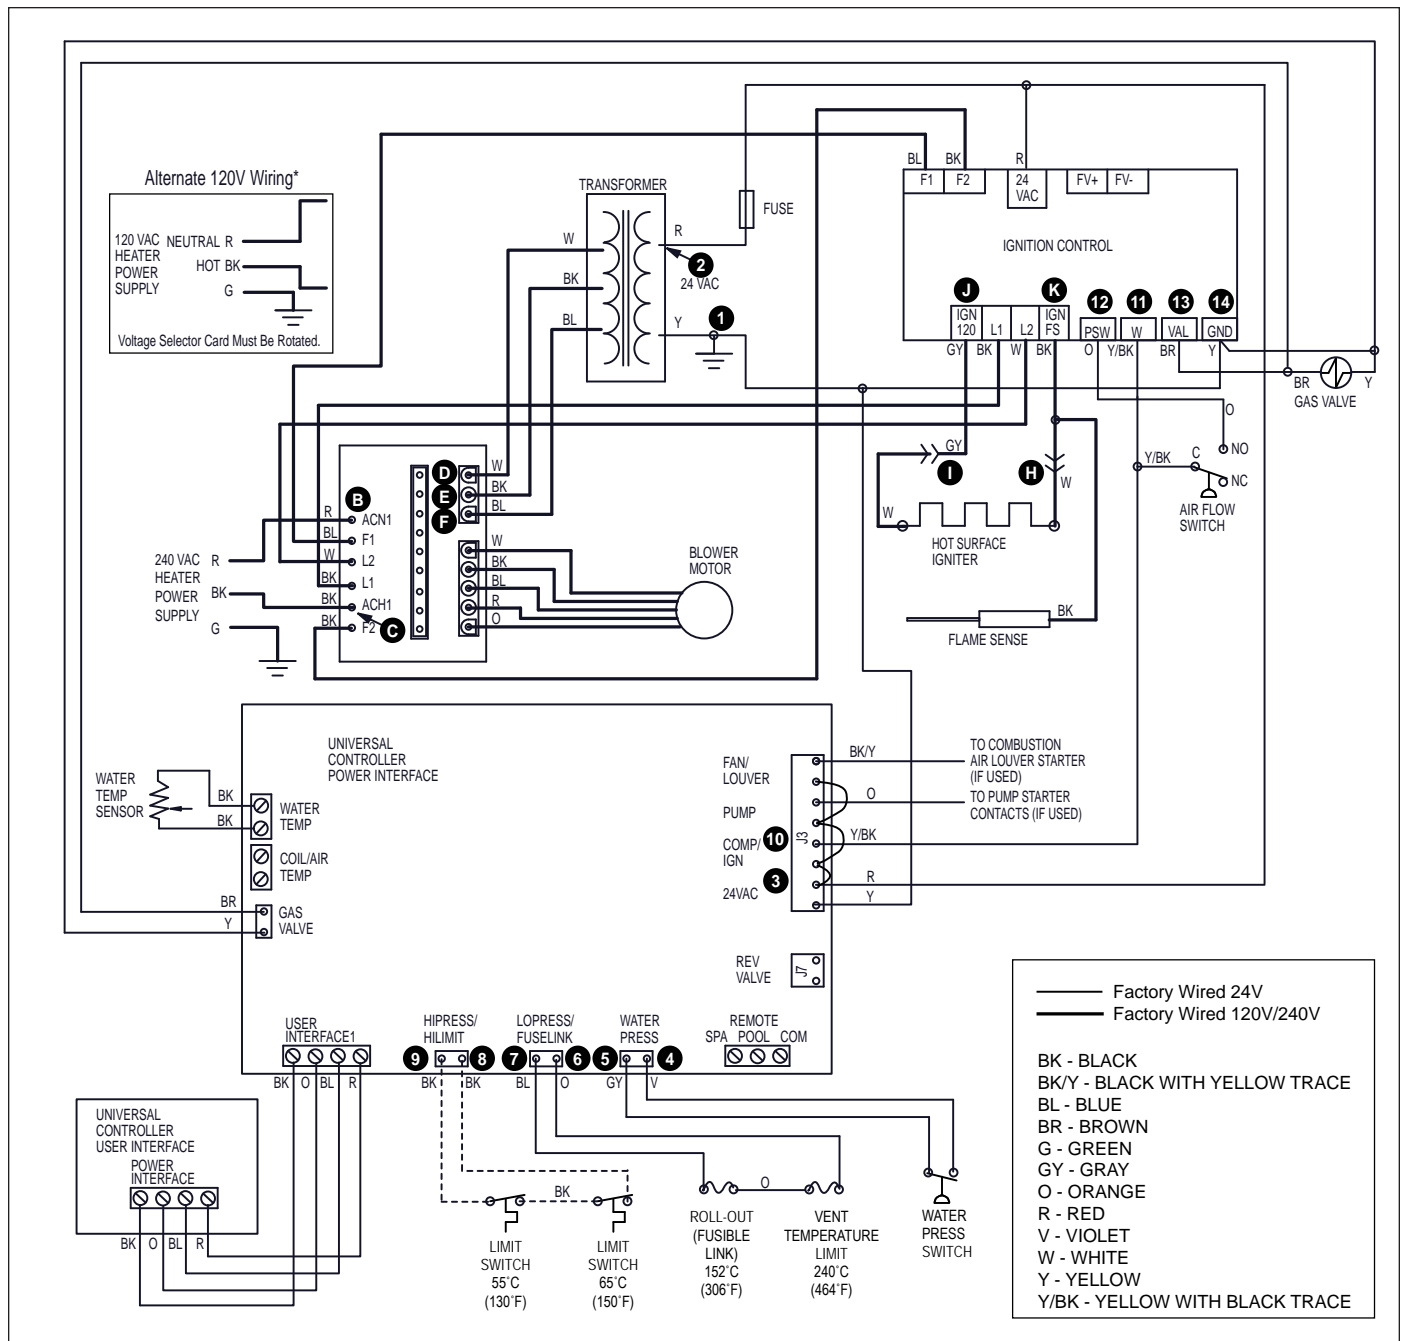 Alternate 120V Wiring*
120 VAC
HEATER
POWER
SUPPLY
NEUTRAL R
HOT BK
G
Voltage Selector Card Must Be Rotated.
TRANSFORMER
W
BK
BL
R
2
24 VAC
Y
1
FUSE
BL
BK
R
F1
F2
24
VAC
FV+
FV-
IGNITION CONTROL
J
K
12
11
13
14
IGN
120
L1
L2
IGN
FS
PSW
W
VAL
GND
GY
BK
W
BK
O
Y/BK
BR
Y
BR
Y
GAS VALVE
O
NO
Y/BK
C
NC
AIR FLOW
SWITCH
GY
I
H
W
W
HOT SURFACE
IGNITER
BK
FLAME SENSE
240 VAC
HEATER
POWER
SUPPLY
R
BK
G
B
R
ACN1
BL
F1
W
L2
BK
L1
BK
ACH1
BK
F2
C
D
E
F
W
BK
BL
W
BK
BL
R
O
BLOWER
MOTOR
UNIVERSAL
CONTROLLER
POWER INTERFACE
WATER
TEMP
SENSOR
BK
BK
WATER
TEMP
COIL/AIR
TEMP
BR
Y
GAS
VALVE
FAN/
LOUVER
PUMP
COMP/
IGN
10
24VAC
3
J3
BK/Y
O
Y/BK
R
Y
TO COMBUSTION
AIR LOUVER STARTER
(IF USED)
TO PUMP STARTER
CONTACTS (IF USED)
REV
VALVE
J7
USER
INTERFACE1
BK
O
BL
R
HIPRESS/
HILIMIT
9
8
BK
BK
LOPRESS/
FUSELINK
7
6
BL
O
WATER
PRESS
5
4
GY
V
REMOTE
SPA POOL COM
UNIVERSAL
CONTROLLER
USER INTERFACE
POWER
INTERFACE
BK
O
BL
R
BK
LIMIT
SWITCH
55˚C
(130˚F)
LIMIT
SWITCH
65˚C
(150˚F)
O
ROLL-OUT
(FUSIBLE
LINK)
152˚C
(306˚F)
VENT
TEMPERATURE
LIMIT
240˚C
(464˚F)
WATER
PRESS
SWITCH
Factory Wired 24V
Factory Wired 120V/240V
BK - BLACK
BK/Y - BLACK WITH YELLOW TRACE
BL - BLUE
BR - BROWN
G - GREEN
GY - GRAY
O - ORANGE
R - RED
V - VIOLET
W - WHITE
Y - YELLOW
Y/BK - YELLOW WITH BLACK TRACE